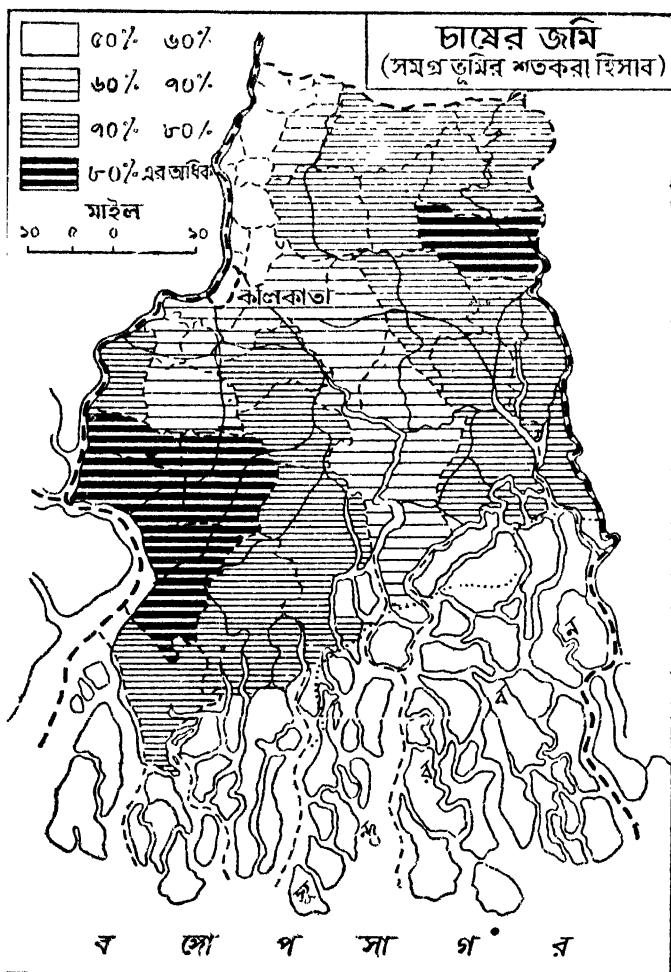 চাষের জমি
(সমগ্র ভূমির শতকরা হিসাব)
৫০% ৬০%
৬০% ৭০%
৭০% ৮০%
৮০% এর অধিক
মাইল
১০ ৫ ০ ১০
কলিকাতা
সু
ন্দ
র
ব
ন
ব ঙ্গো প সা গ র